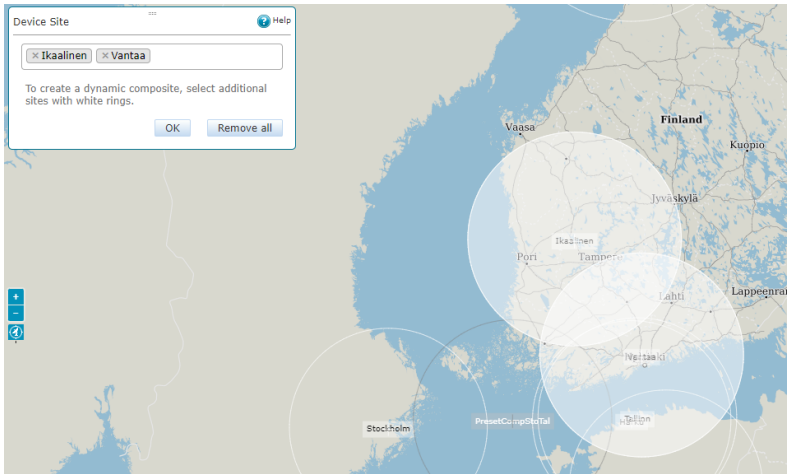 Device Site
Help
× Ikaalinen × Vantaa
To create a dynamic composite, select additional
sites with white rings.
OK Remove all
Vaasa
Finland
Kuopio
Jyväskylä
Ikaalinen
Pori
Tampere
Lahti
Lappeenran
Stockholm
PresetCompStoTal
Tallinn
+
−